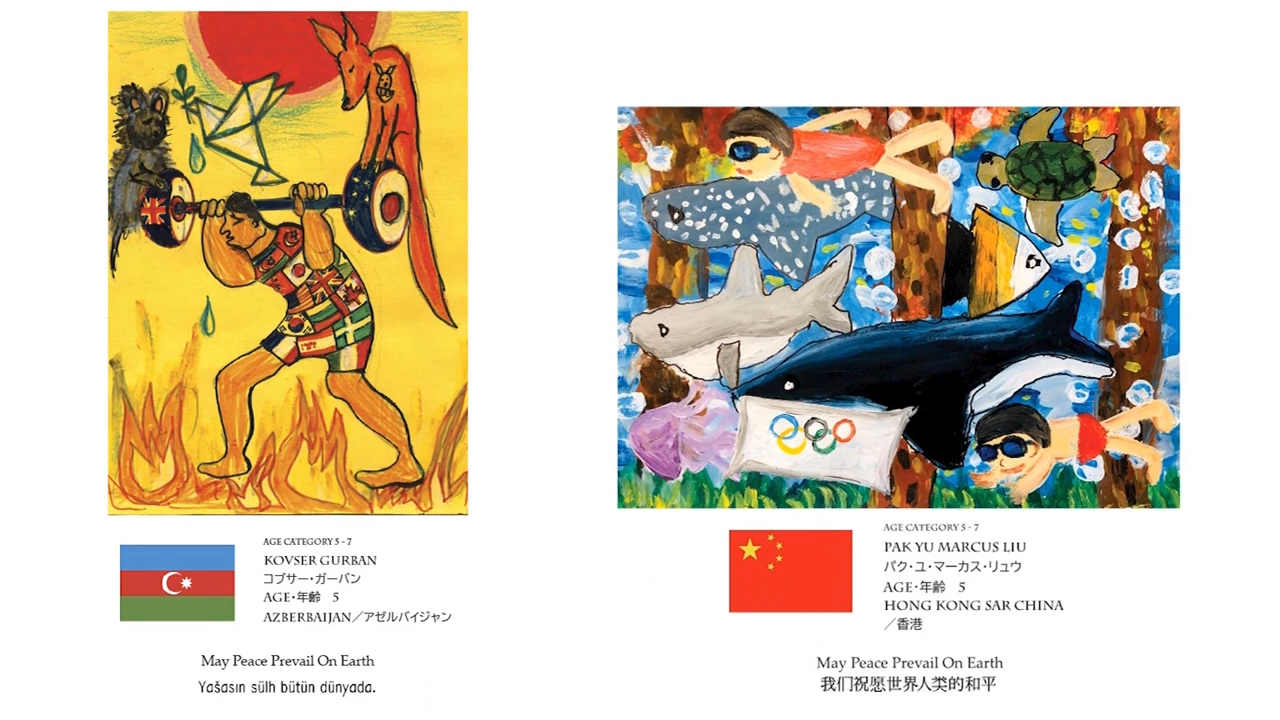 AGE CATEGORY 5 - 7
KOVSER GURBAN
コブサー・ガーバン
AGE・年齢 5
AZBERBAIJAN／アゼルバイジャン
May Peace Prevail On Earth
Yašasın sülh bütün dünyada.
AGE CATEGORY 5 - 7
PAK YU MARCUS LIU
パク・ユ・マーカス・リュウ
AGE・年齢 5
HONG KONG SAR CHINA
／香港
May Peace Prevail On Earth
我们祝愿世界人类的和平